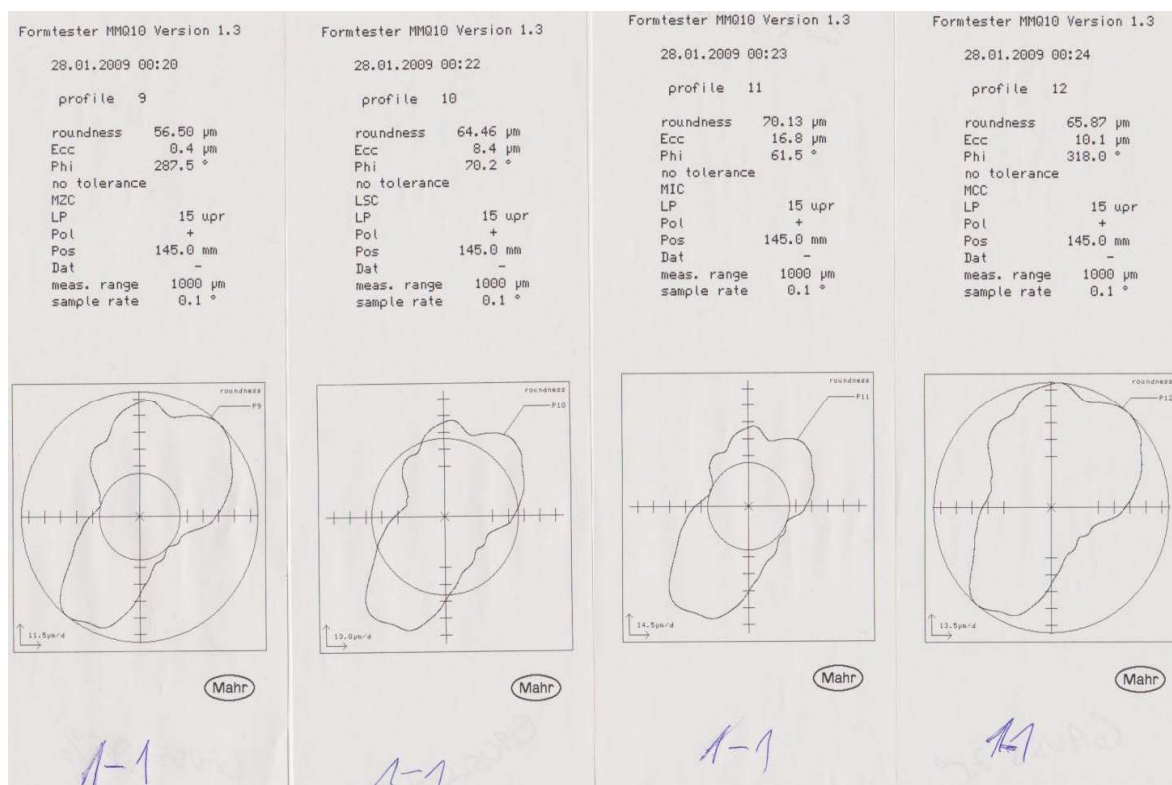 Formtester MMQ10 Version 1.3
28.01.2009 00:20
profile 9
roundness 56.50 µm
Ecc 0.4 µm
Phi 287.5 °
no tolerance
MZC
LP 15 upr
Pol +
Pos 145.0 mm
Dat -
meas. range 1000 µm
sample rate 0.1 °
roundness
P9
11.5µm/d
Mahr
1-1
Formtester MMQ10 Version 1.3
28.01.2009 00:22
profile 10
roundness 64.46 µm
Ecc 8.4 µm
Phi 70.2 °
no tolerance
LSC
LP 15 upr
Pol +
Pos 145.0 mm
Dat -
meas. range 1000 µm
sample rate 0.1 °
roundness
P10
13.0µm/d
Mahr
1-1
Formtester MMQ10 Version 1.3
28.01.2009 00:23
profile 11
roundness 70.13 µm
Ecc 16.8 µm
Phi 61.5 °
no tolerance
MIC
LP 15 upr
Pol +
Pos 145.0 mm
Dat -
meas. range 1000 µm
sample rate 0.1 °
roundness
P11
14.5µm/d
Mahr
1-1
Formtester MMQ10 Version 1.3
28.01.2009 00:24
profile 12
roundness 65.87 µm
Ecc 10.1 µm
Phi 318.0 °
no tolerance
MCC
LP 15 upr
Pol +
Pos 145.0 mm
Dat -
meas. range 1000 µm
sample rate 0.1 °
roundness
P12
13.5µm/d
Mahr
1-1